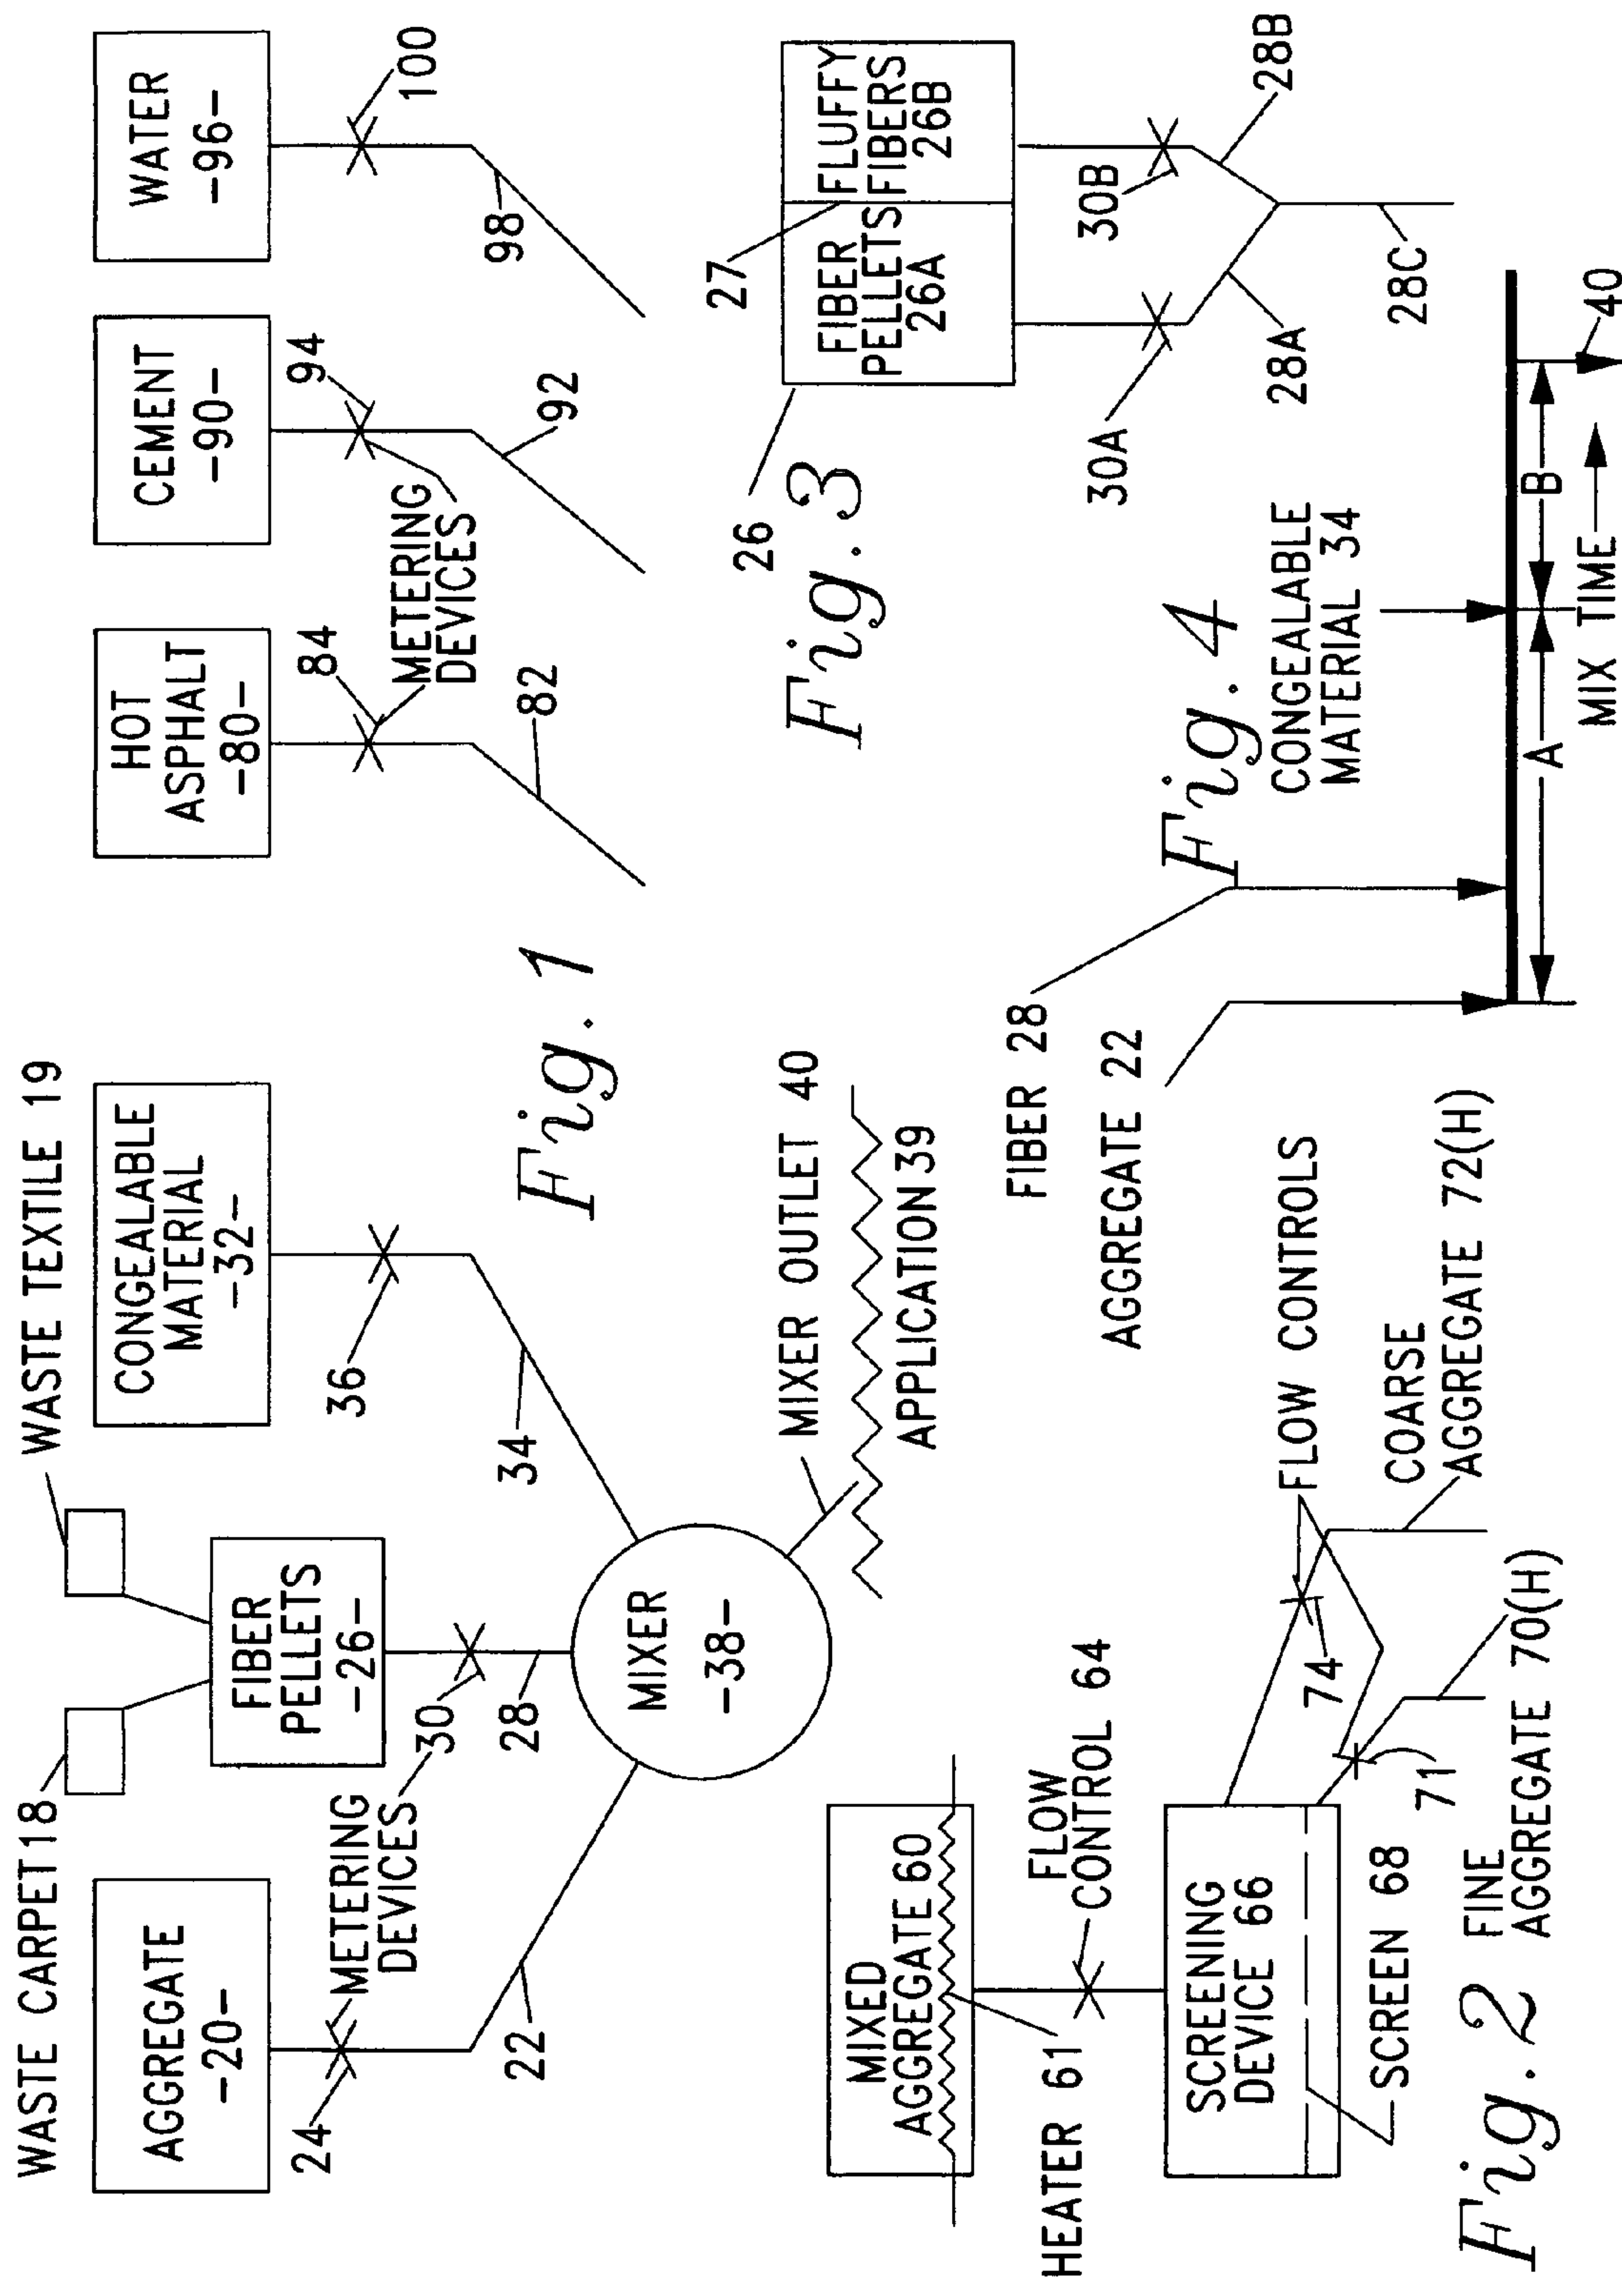 WASTE CARPET 18
WASTE TEXTILE 19
AGGREGATE
-20-
FIBER
PELLETS
-26-
CONGEALABLE
MATERIAL
-32-
HOT
ASPHALT
-80-
CEMENT
-90-
WATER
-96-
24
METERING
DEVICES
30
36
84
METERING
DEVICES
94
100
22
28
34
82
92
98
MIXER
-38-
Fig. 1
MIXER OUTLET 40
APPLICATION 39
MIXED
AGGREGATE 60
HEATER 61
FLOW
CONTROL 64
SCREENING
DEVICE 66
SCREEN 68
74
71
FLOW CONTROLS
COARSE
AGGREGATE 72(H)
FINE
AGGREGATE 70(H)
Fig. 2
26
27
FIBER
PELLETS
26A
FLUFFY
FIBERS
26B
Fig. 3
30A
30B
28A
28B
28C
FIBER 28
AGGREGATE 22
Fig. 4
CONGEALABLE
MATERIAL 34
A
B
MIX TIME
40